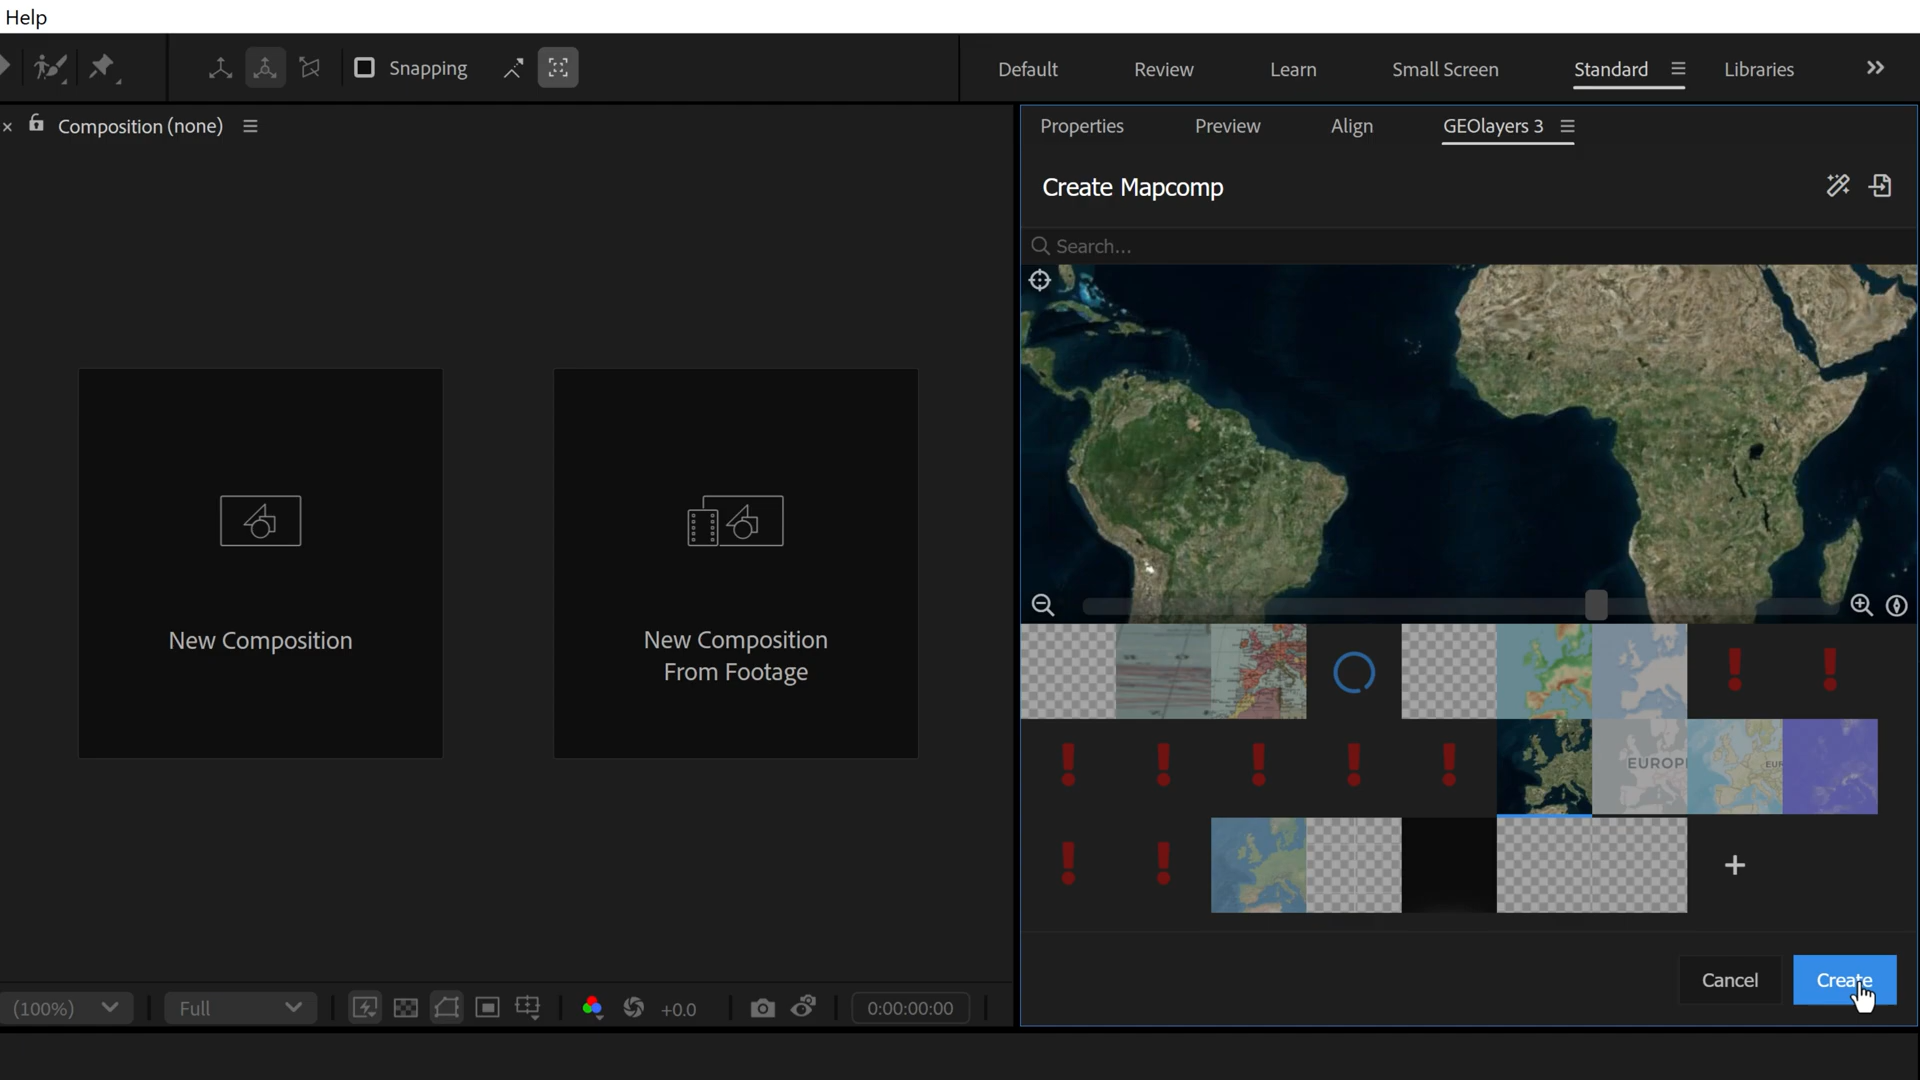 Help
Snapping
Default
Review
Learn
Small Screen
Standard
Libraries
Composition (none)
Properties
Preview
Align
GEOlayers 3
Create Mapcomp
Search...
New Composition
New Composition
From Footage
EUROP
EUR
Cancel
Create
(100%)
Full
+0.0
0:00:00:00